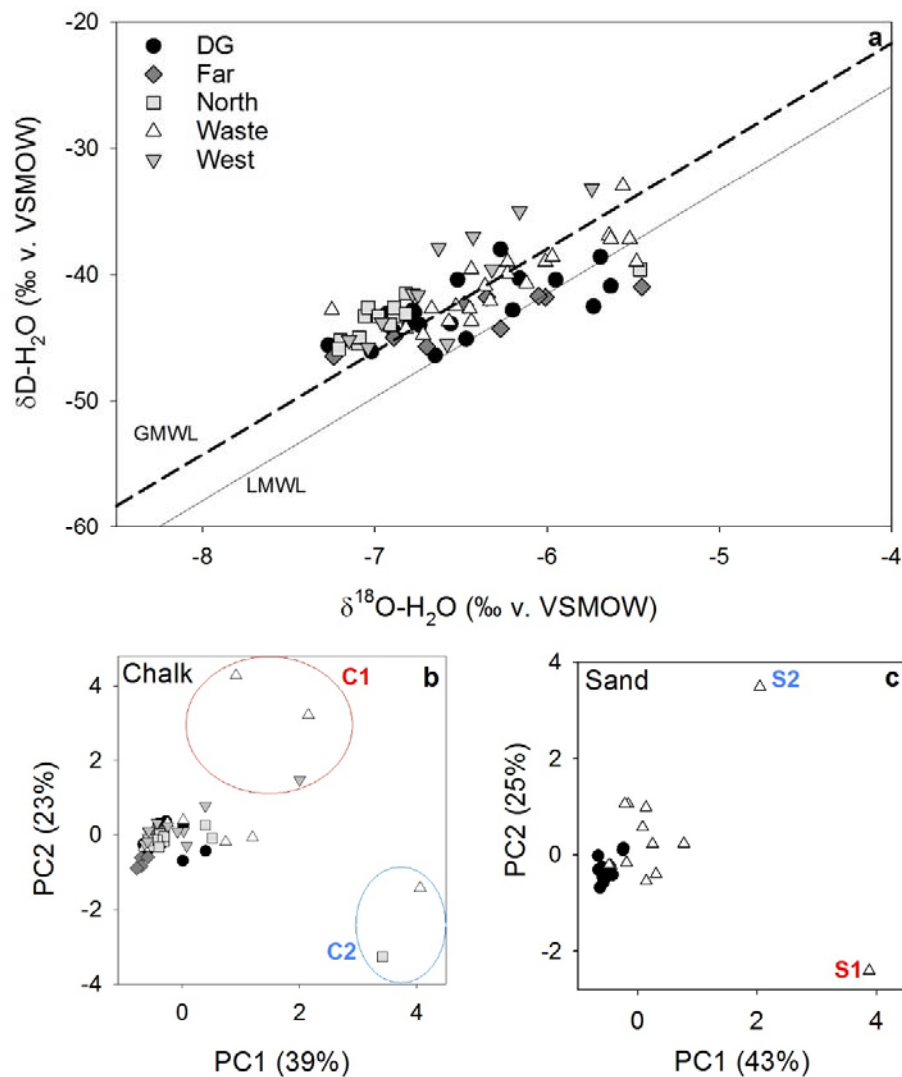 -20
a
DG
Far
North
Waste
West
-30
-40
-50
-60
δD-H₂O (‰ v. VSMOW)
GMWL
LMWL
-8 -7 -6 -5 -4
δ¹⁸O-H₂O (‰ v. VSMOW)
Chalk
b
C1
C2
4
2
0
-2
-4
PC2 (23%)
0 2 4
PC1 (39%)
Sand
c
S2
S1
4
2
0
-2
PC2 (25%)
0 2 4
PC1 (43%)